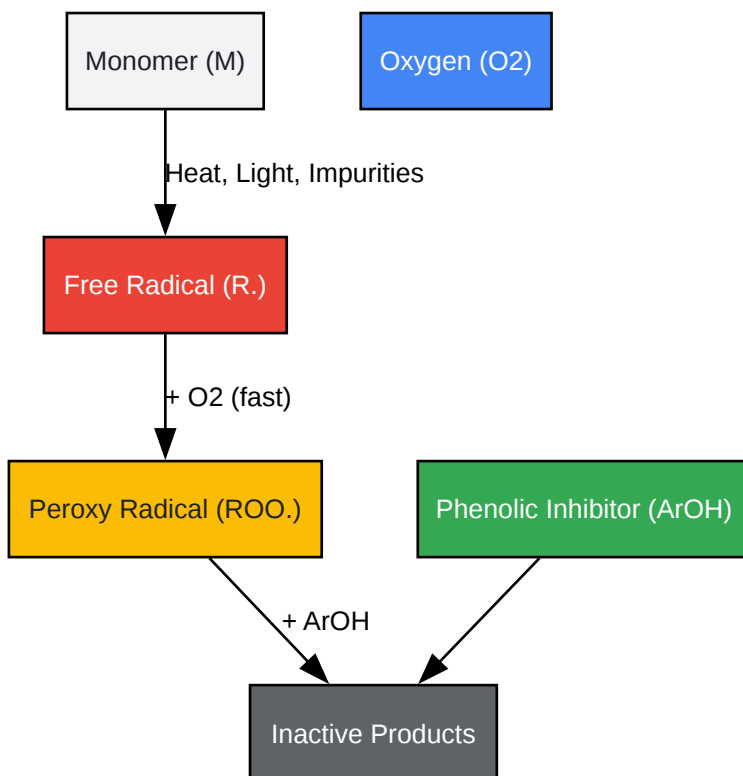 Monomer (M)
Oxygen (O2)
Heat, Light, Impurities
Free Radical (R.)
+ O2 (fast)
Peroxy Radical (ROO.)
Phenolic Inhibitor (ArOH)
+ ArOH
Inactive Products